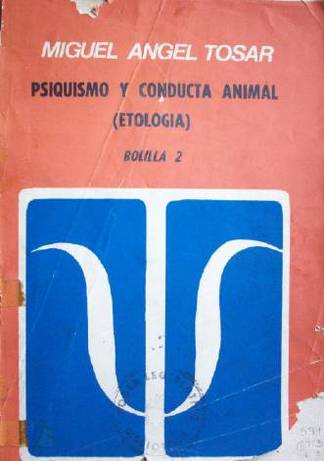 MIGUEL ANGEL TOSAR
PSIQUISMO Y CONDUCTA ANIMAL
(ETOLOGIA)
BOLILLA 2